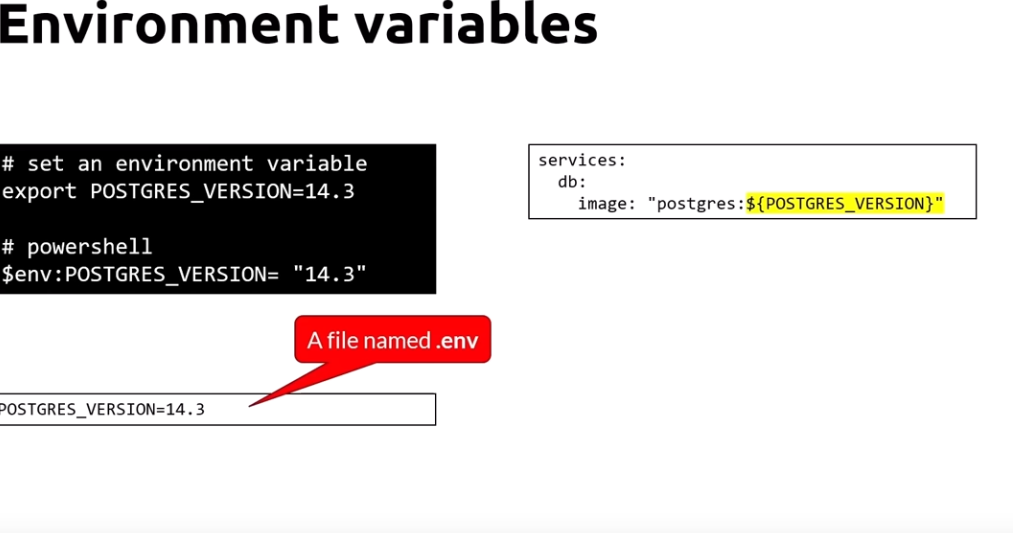 Environment variables
# set an environment variable
export POSTGRES_VERSION=14.3
# powershell
$env:POSTGRES_VERSION= "14.3"
services:
db:
image: "postgres:${POSTGRES_VERSION}"
A file named .env
POSTGRES_VERSION=14.3